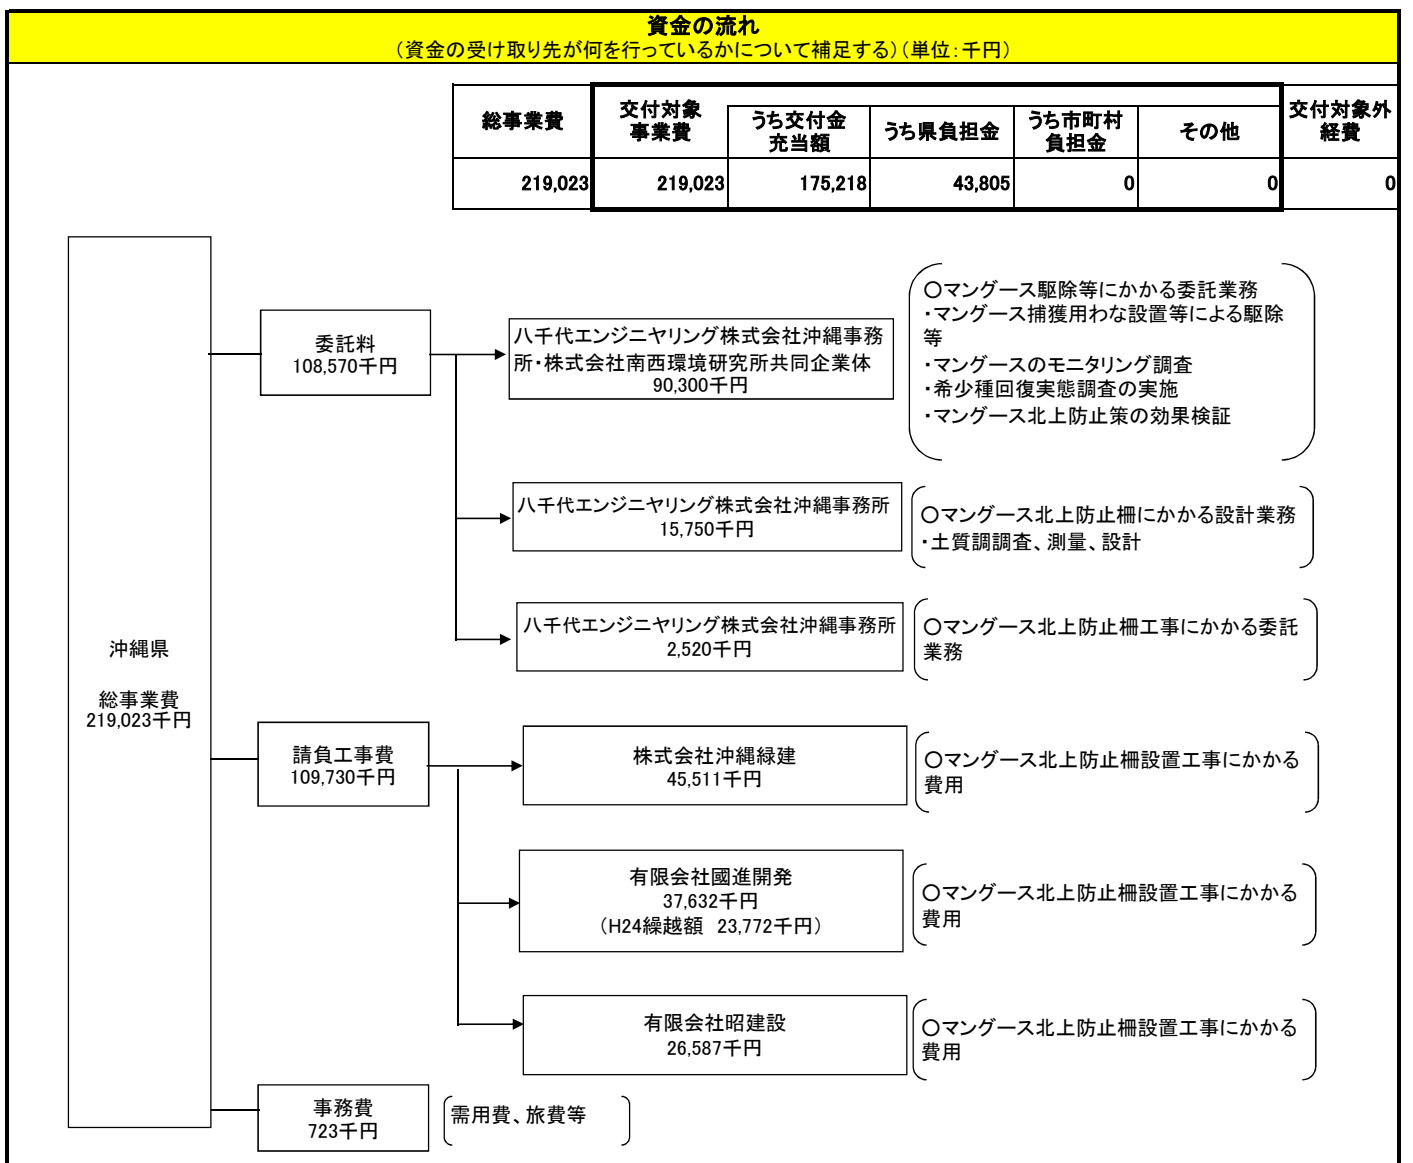 資金の流れ
（資金の受け取り先が何を行っているかについて補足する）（単位：千円）
総事業費
交付対象
事業費
うち交付金
充当額
うち県負担金
うち市町村
負担金
その他
交付対象外
経費
219,023
219,023
175,218
43,805
0
0
0
沖縄県
総事業費
219,023千円
委託料
108,570千円
八千代エンジニヤリング株式会社沖縄事務
所・株式会社南西環境研究所共同企業体
90,300千円
○マングース駆除等にかかる委託業務
・マングース捕獲用わな設置等による駆除
等
・マングースのモニタリング調査
・希少種回復実態調査の実施
・マングース北上防止策の効果検証
八千代エンジニヤリング株式会社沖縄事務所
15,750千円
○マングース北上防止柵にかかる設計業務
・土質調調査、測量、設計
八千代エンジニヤリング株式会社沖縄事務所
2,520千円
○マングース北上防止柵工事にかかる委託
業務
請負工事費
109,730千円
株式会社沖縄緑建
45,511千円
○マングース北上防止柵設置工事にかかる
費用
有限会社國進開発
37,632千円
（H24繰越額 23,772千円）
○マングース北上防止柵設置工事にかかる
費用
有限会社昭建設
26,587千円
○マングース北上防止柵設置工事にかかる
費用
事務費
723千円
需用費、旅費等